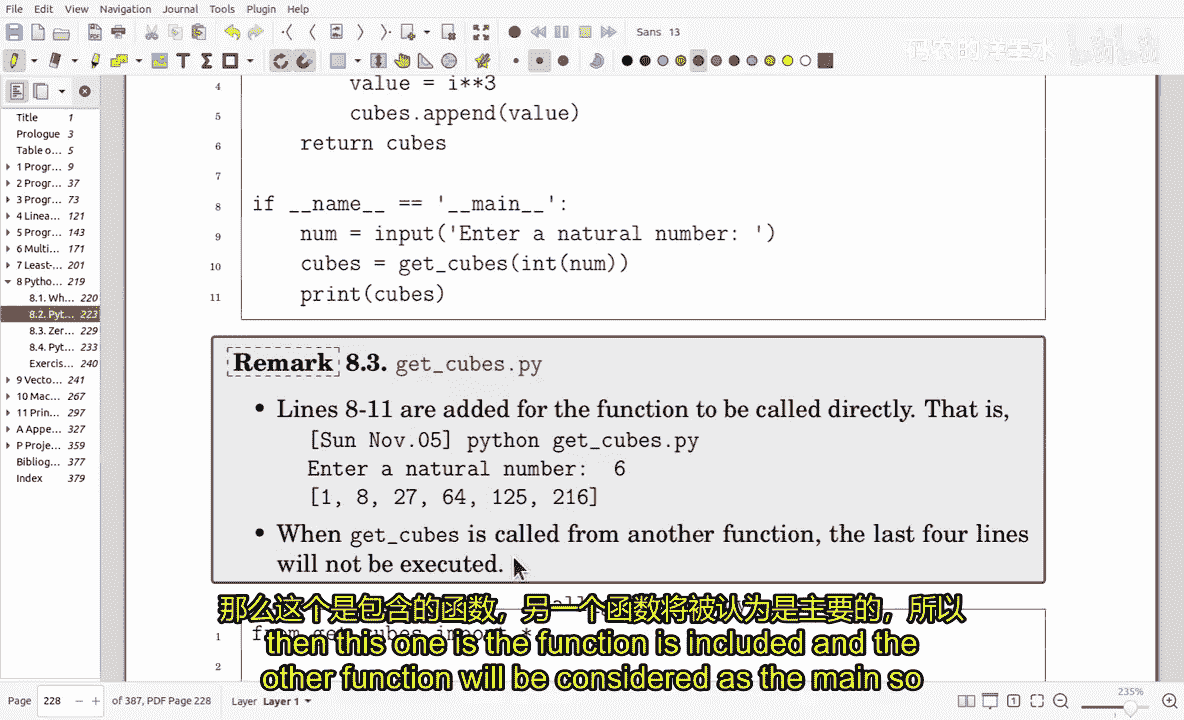 File Edit View Navigation Journal Tools Plugin Help
Sans 13
Title 1
Prologue 3
Table o... 5
1 Progr... 9
2 Progr... 37
3 Progr... 73
4 Linea... 121
5 Progr... 143
6 Multi... 171
7 Least-... 201
8 Pytho... 219
8.1. Wh... 220
8.2. Pyt... 223
8.3. Zer... 229
8.4. Pyt... 233
Exercis... 240
9 Vecto... 241
10 Mac... 267
11 Prin... 297
A Appe... 327
P Proje... 359
Bibliog... 377
Index 379
4 value = i**3
5 cubes.append(value)
6 return cubes
7
8 if __name__ == '__main__':
9 num = input('Enter a natural number: ')
10 cubes = get_cubes(int(num))
11 print(cubes)
Remark 8.3. get_cubes.py
• Lines 8-11 are added for the function to be called directly. That is,
[Sun Nov.05] python get_cubes.py
Enter a natural number: 6
[1, 8, 27, 64, 125, 216]
• When get_cubes is called from another function, the last four lines
will not be executed.
那么这个是包含的函数，另一个函数将被认为是主要的，所以
1 from get_cubes import *
then this one is the function is included and the
2
other function will be considered as the main so
Page 228 of 387, PDF Page 228 Layer Layer 1 235%